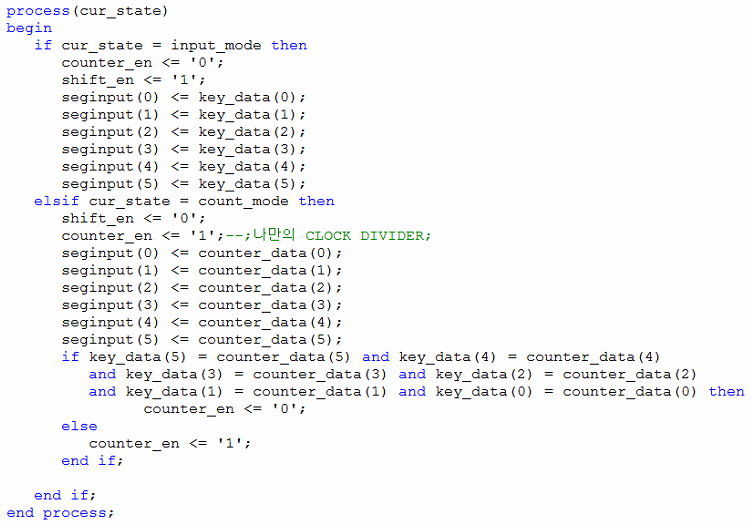 process(cur_state)
begin
   if cur_state = input_mode then
      counter_en <= '0';
      shift_en <= '1';
      seginput(0) <= key_data(0);
      seginput(1) <= key_data(1);
      seginput(2) <= key_data(2);
      seginput(3) <= key_data(3);
      seginput(4) <= key_data(4);
      seginput(5) <= key_data(5);
   elsif cur_state = count_mode then
      shift_en <= '0';
      counter_en <= '1';--;나만의 CLOCK DIVIDER;
      seginput(0) <= counter_data(0);
      seginput(1) <= counter_data(1);
      seginput(2) <= counter_data(2);
      seginput(3) <= counter_data(3);
      seginput(4) <= counter_data(4);
      seginput(5) <= counter_data(5);
      if key_data(5) = counter_data(5) and key_data(4) = counter_data(4)
         and key_data(3) = counter_data(3) and key_data(2) = counter_data(2)
         and key_data(1) = counter_data(1) and key_data(0) = counter_data(0) then
               counter_en <= '0';
      else
         counter_en <= '1';
      end if;
   end if;
end process;